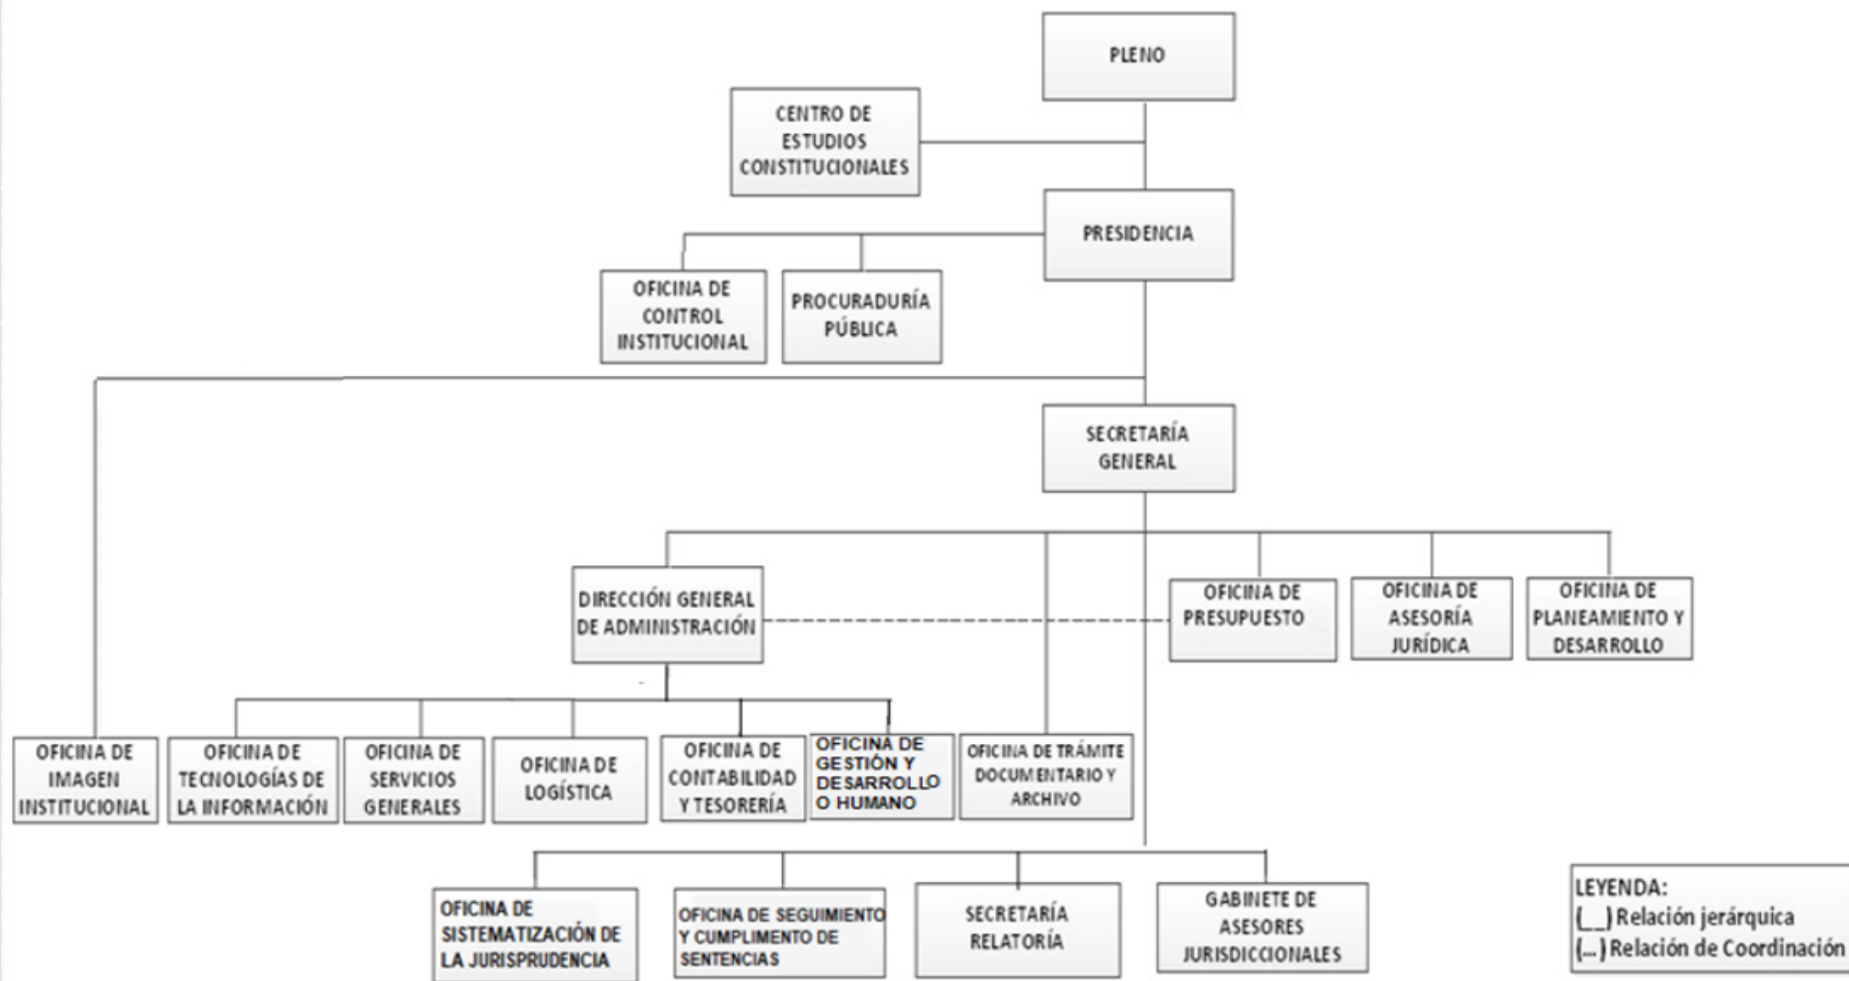 PLENO
CENTRO DE
ESTUDIOS
CONSTITUCIONALES
PRESIDENCIA
OFICINA DE
CONTROL
INSTITUCIONAL
PROCURADURÍA
PÚBLICA
SECRETARÍA
GENERAL
DIRECCIÓN GENERAL
DE ADMINISTRACIÓN
OFICINA DE
PRESUPUESTO
OFICINA DE
ASESORÍA
JURÍDICA
OFICINA DE
PLANEAMIENTO Y
DESARROLLO
OFICINA DE
IMAGEN
INSTITUCIONAL
OFICINA DE
TECNOLOGÍAS DE
LA INFORMACIÓN
OFICINA DE
SERVICIOS
GENERALES
OFICINA DE
LOGÍSTICA
OFICINA DE
CONTABILIDAD
Y TESORERÍA
OFICINA DE
GESTIÓN Y
DESARROLLO
O HUMANO
OFICINA DE TRÁMITE
DOCUMENTARIO Y
ARCHIVO
OFICINA DE
SISTEMATIZACIÓN DE
LA JURISPRUDENCIA
OFICINA DE SEGUIMIENTO
Y CUMPLIMENTO DE
SENTENCIAS
SECRETARÍA
RELATORÍA
GABINETE DE
ASESORES
JURISDICCIONALES
LEYENDA:
(__) Relación jerárquica
(...) Relación de Coordinación